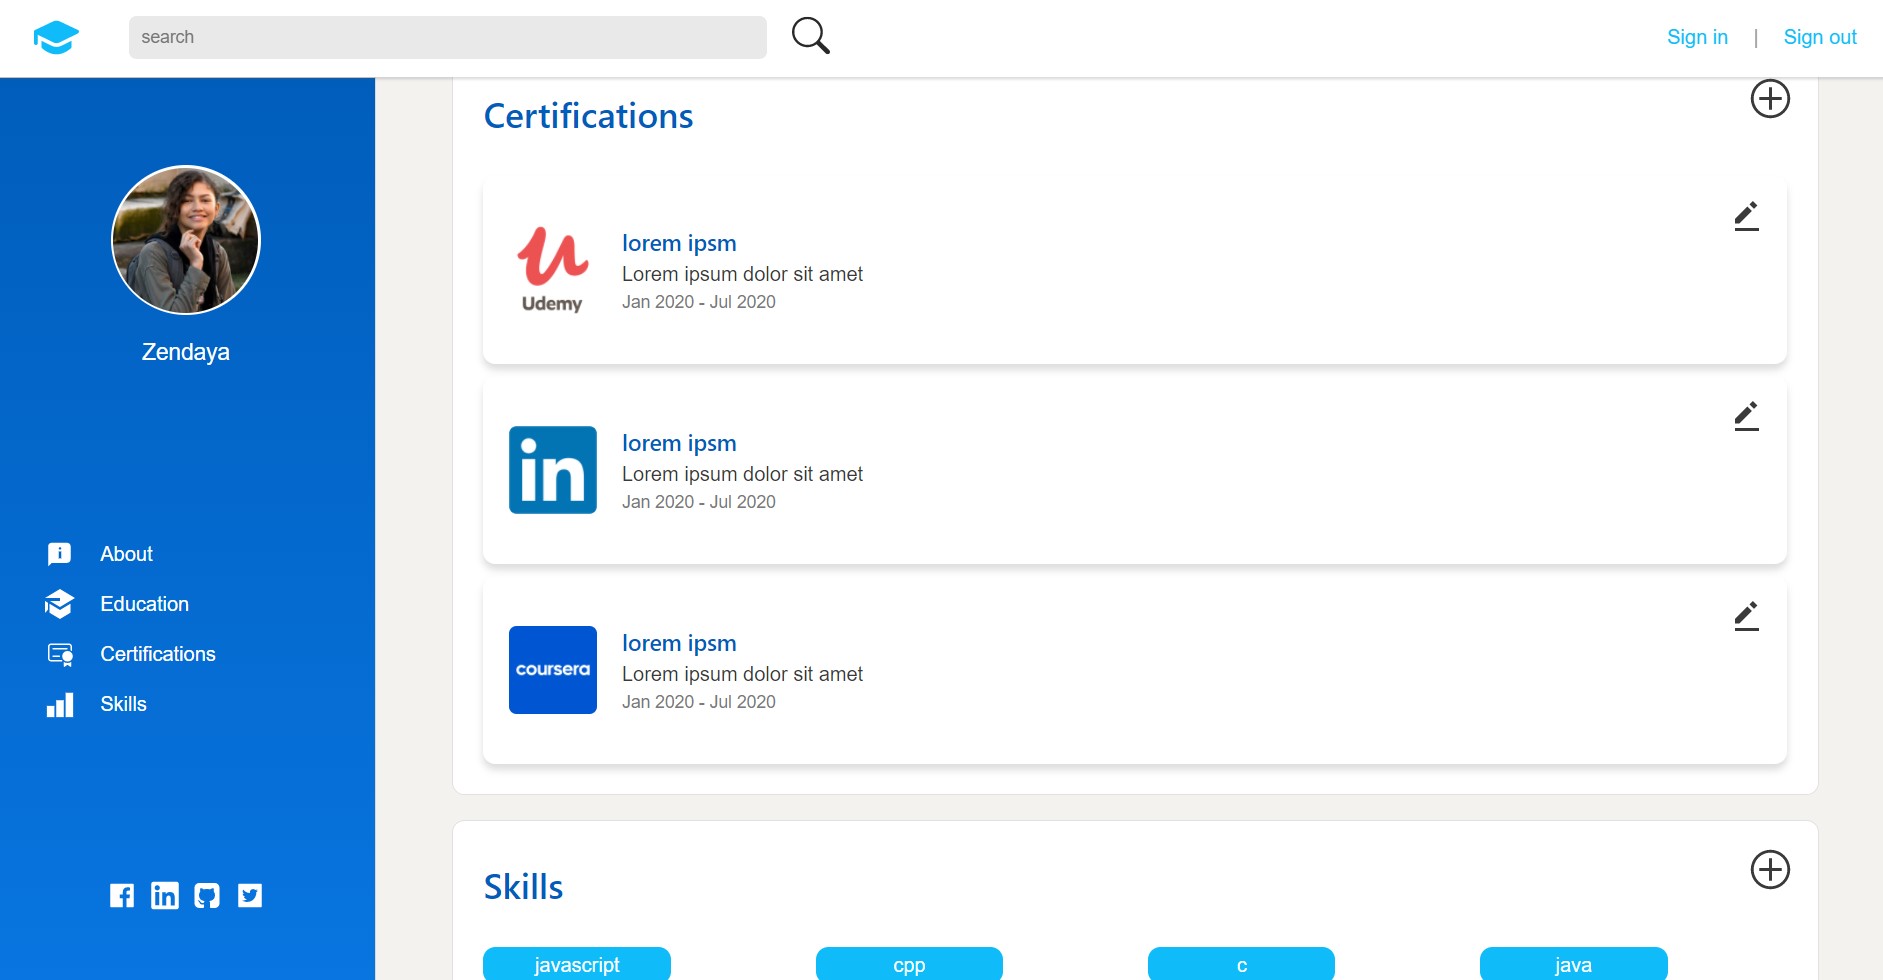 search
Sign in | Sign out
Zendaya
About
Education
Certifications
Skills
Certifications
Udemy
lorem ipsm
Lorem ipsum dolor sit amet
Jan 2020 - Jul 2020
in
lorem ipsm
Lorem ipsum dolor sit amet
Jan 2020 - Jul 2020
coursera
lorem ipsm
Lorem ipsum dolor sit amet
Jan 2020 - Jul 2020
Skills
javascript cpp c java